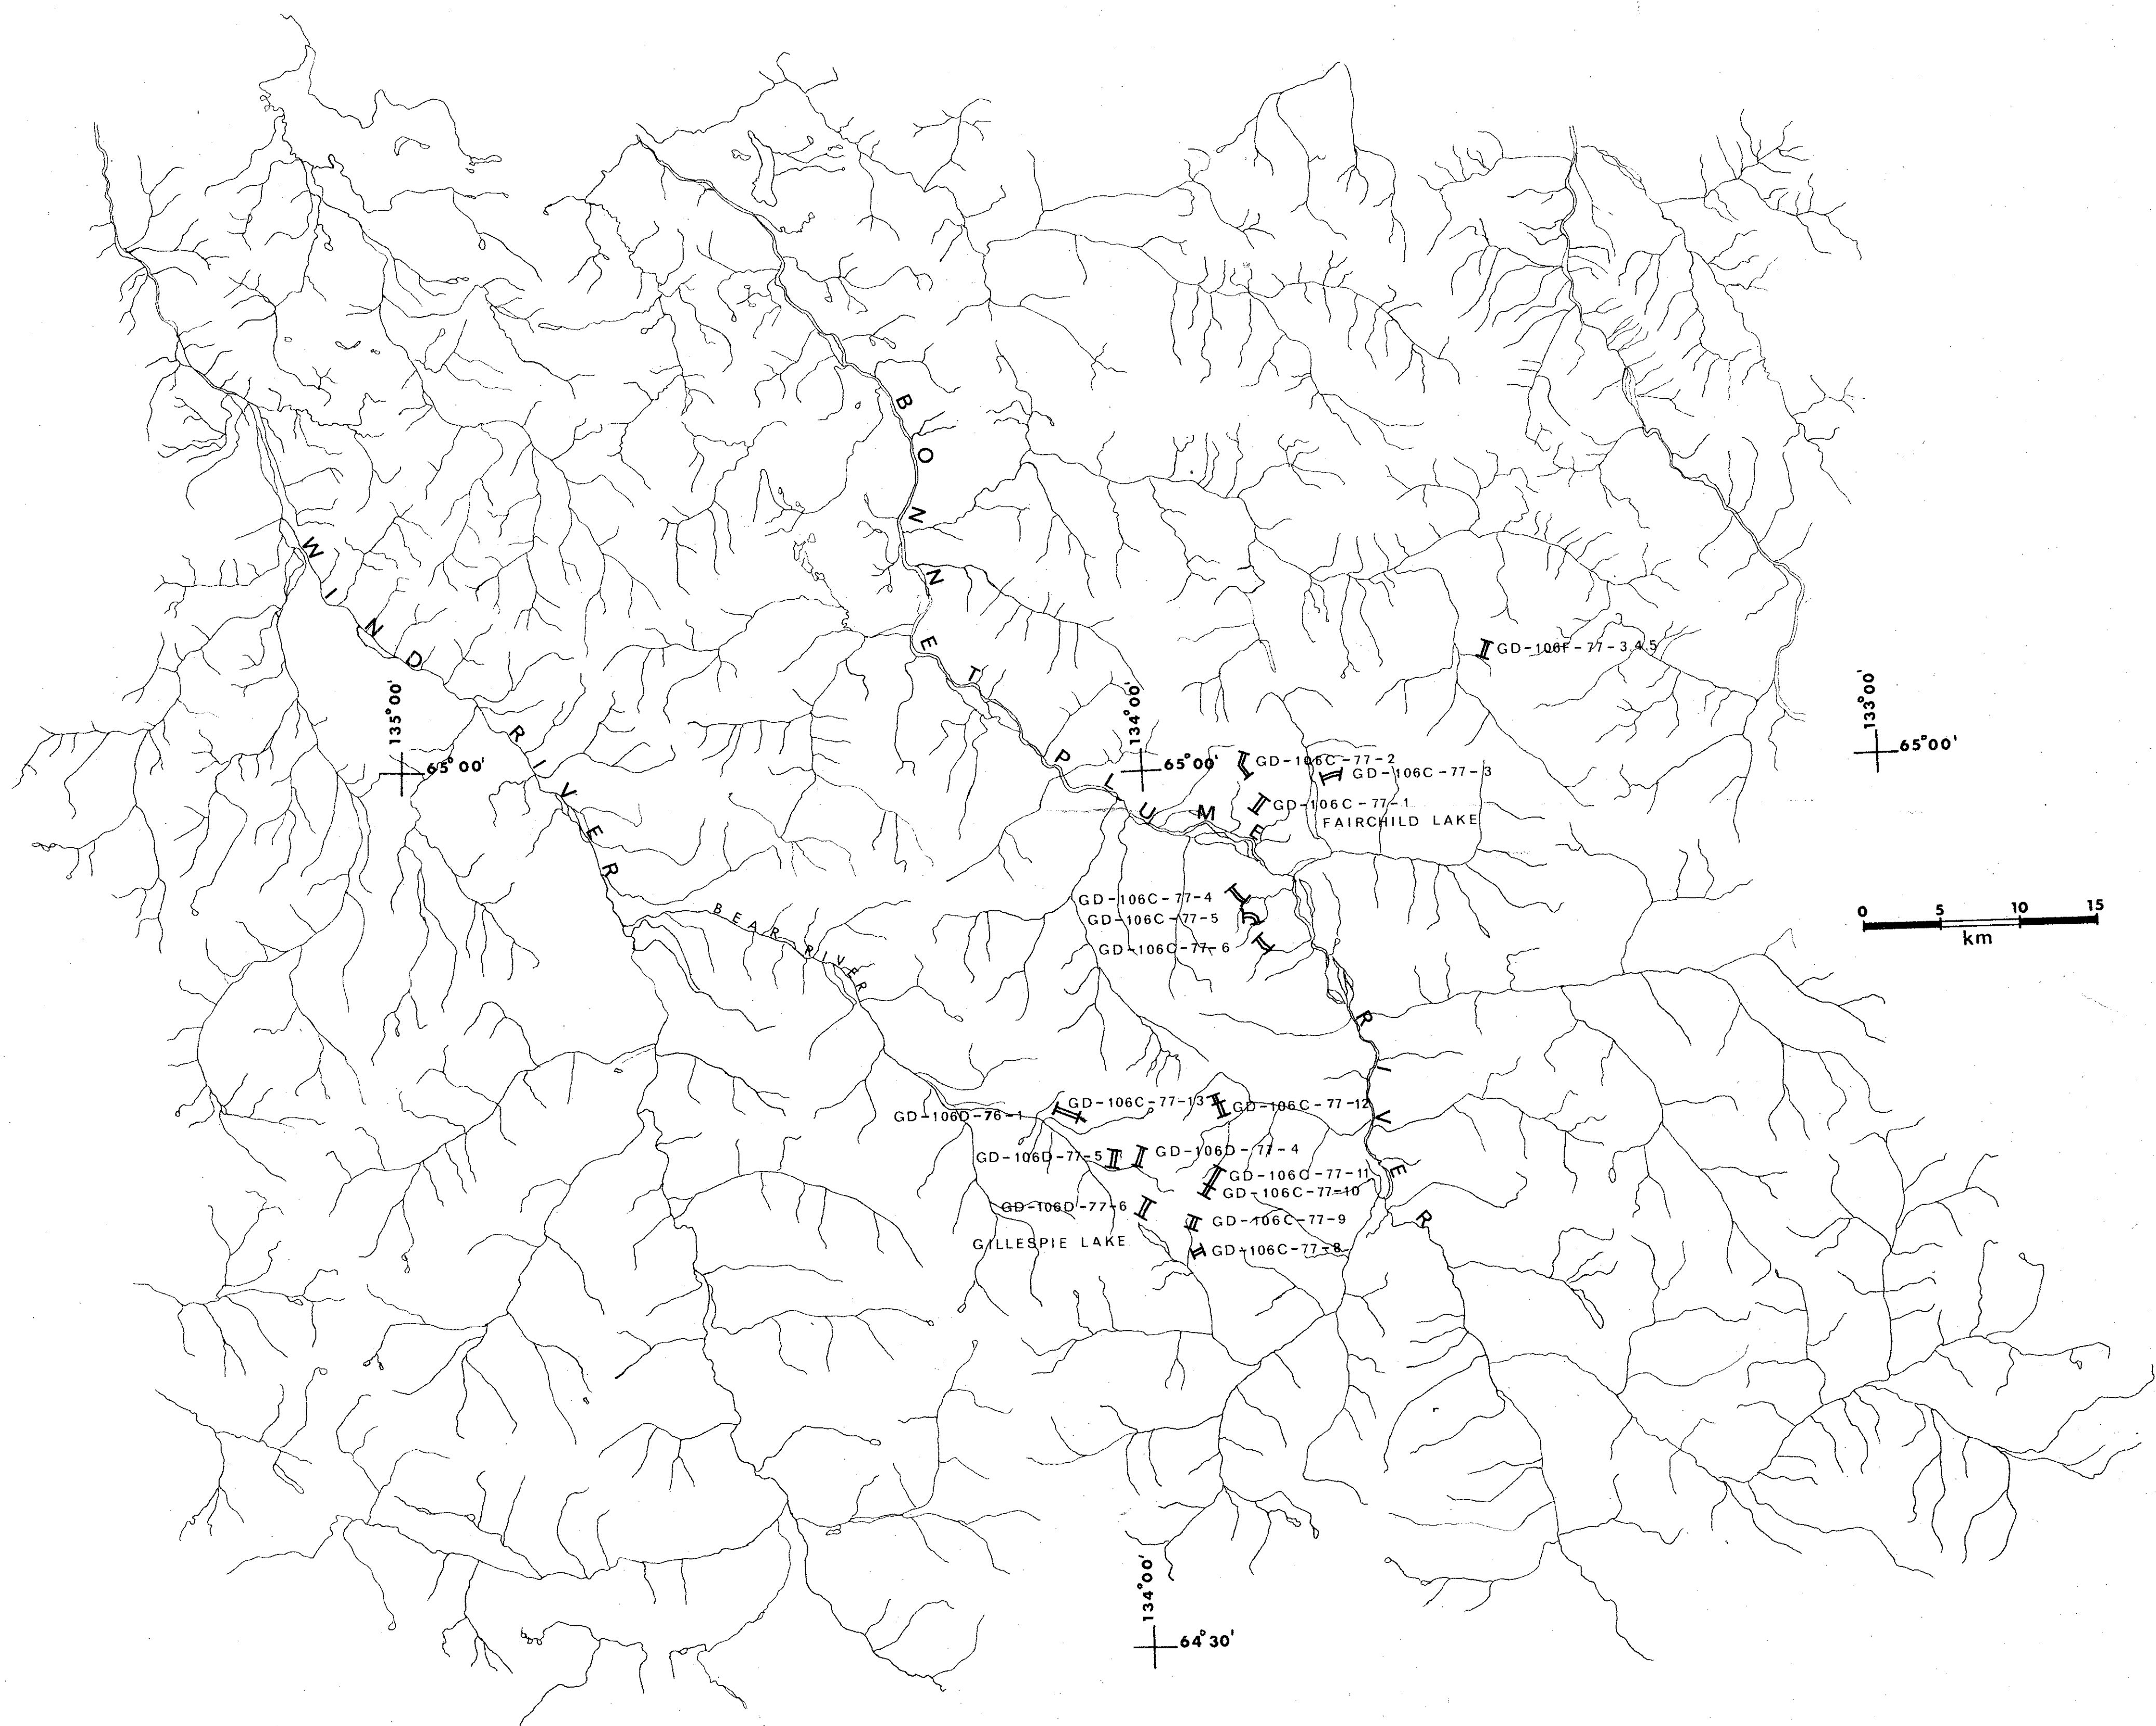 BONNET PLUME RIVER
WIND RIVER
GD-106F-77-3,4,5
135°00'
134°00'
133°00'
65°00'
65°00'
65°00'
GD-106C-77-2
GD-106C-77-3
GD-106C-77-1
FAIRCHILD LAKE
GD-106C-77-4
BEAR RIVER
GD-106C-77-5
GD-106C-77-6
0 5 10 15
km
GD-106C-77-13
GD-106C-77-12
GD-106D-76-1
GD-106D-77-4
GD-106D-77-5
GD-106C-77-11
GD-106C-77-10
GD-106D-77-6
GD-106C-77-9
GILLESPIE LAKE
GD-106C-77-8
134°00'
64°30'